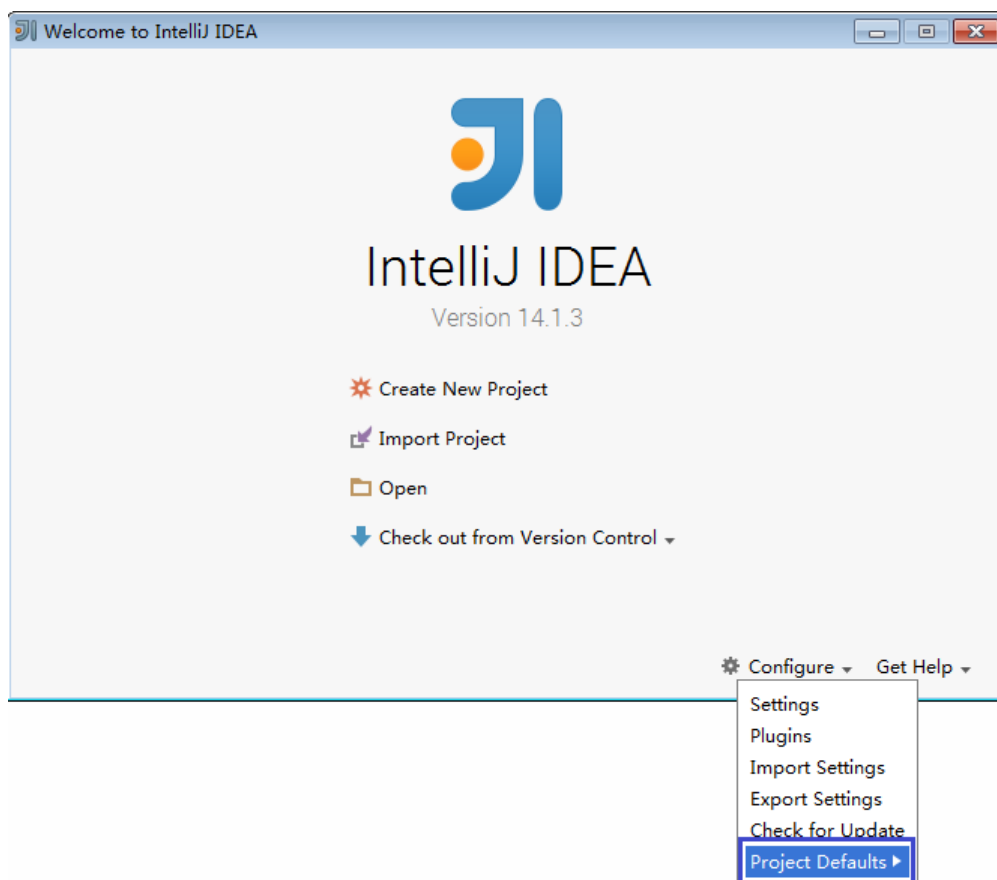 Welcome to IntelliJ IDEA
IntelliJ IDEA
Version 14.1.3
Create New Project
Import Project
Open
Check out from Version Control
Configure Get Help
Settings
Plugins
Import Settings
Export Settings
Check for Update
Project Defaults